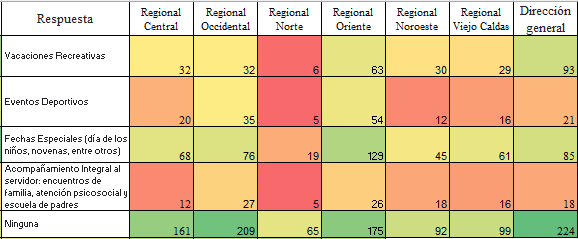 Respuesta Regional Central Regional Occidental Regional Norte Regional Oriente Regional Noroeste Regional Viejo Caldas Dirección general
Vacaciones Recreativas 32 32 6 63 30 29 93
Eventos Deportivos 20 35 5 54 12 16 21
Fechas Especiales (día de los
niños, novenas, entre otros) 68 76 19 129 45 61 85
Acompañamiento Integral al
servidor: encuentros de
familia, atención psicosocial y
escuela de padres 12 27 5 26 18 16 18
Ninguna 161 209 65 175 92 99 224